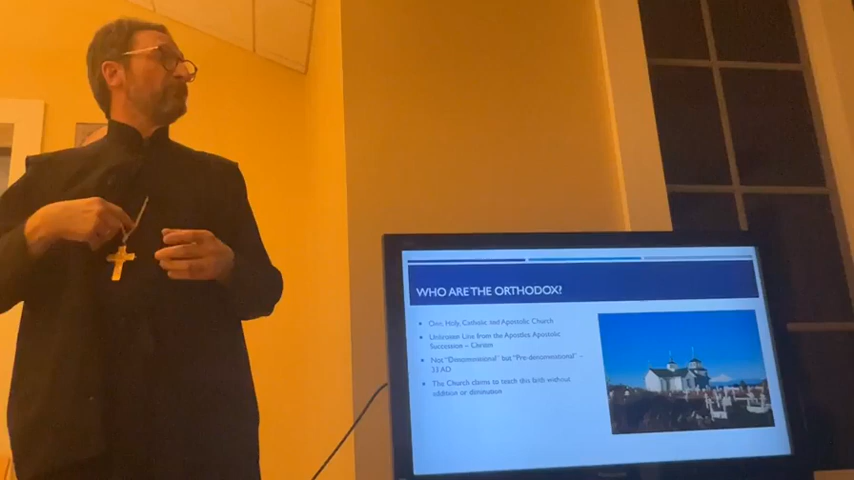 WHO ARE THE ORTHODOX?
• One, Holy, Catholic and Apostolic Church
• Unbroken Line from the Apostles, Apostolic
Succession – Christm
• Not "Denominational" but "Pre-denominational" –
33 AD
• The Church claims to teach this faith without
addition or diminution